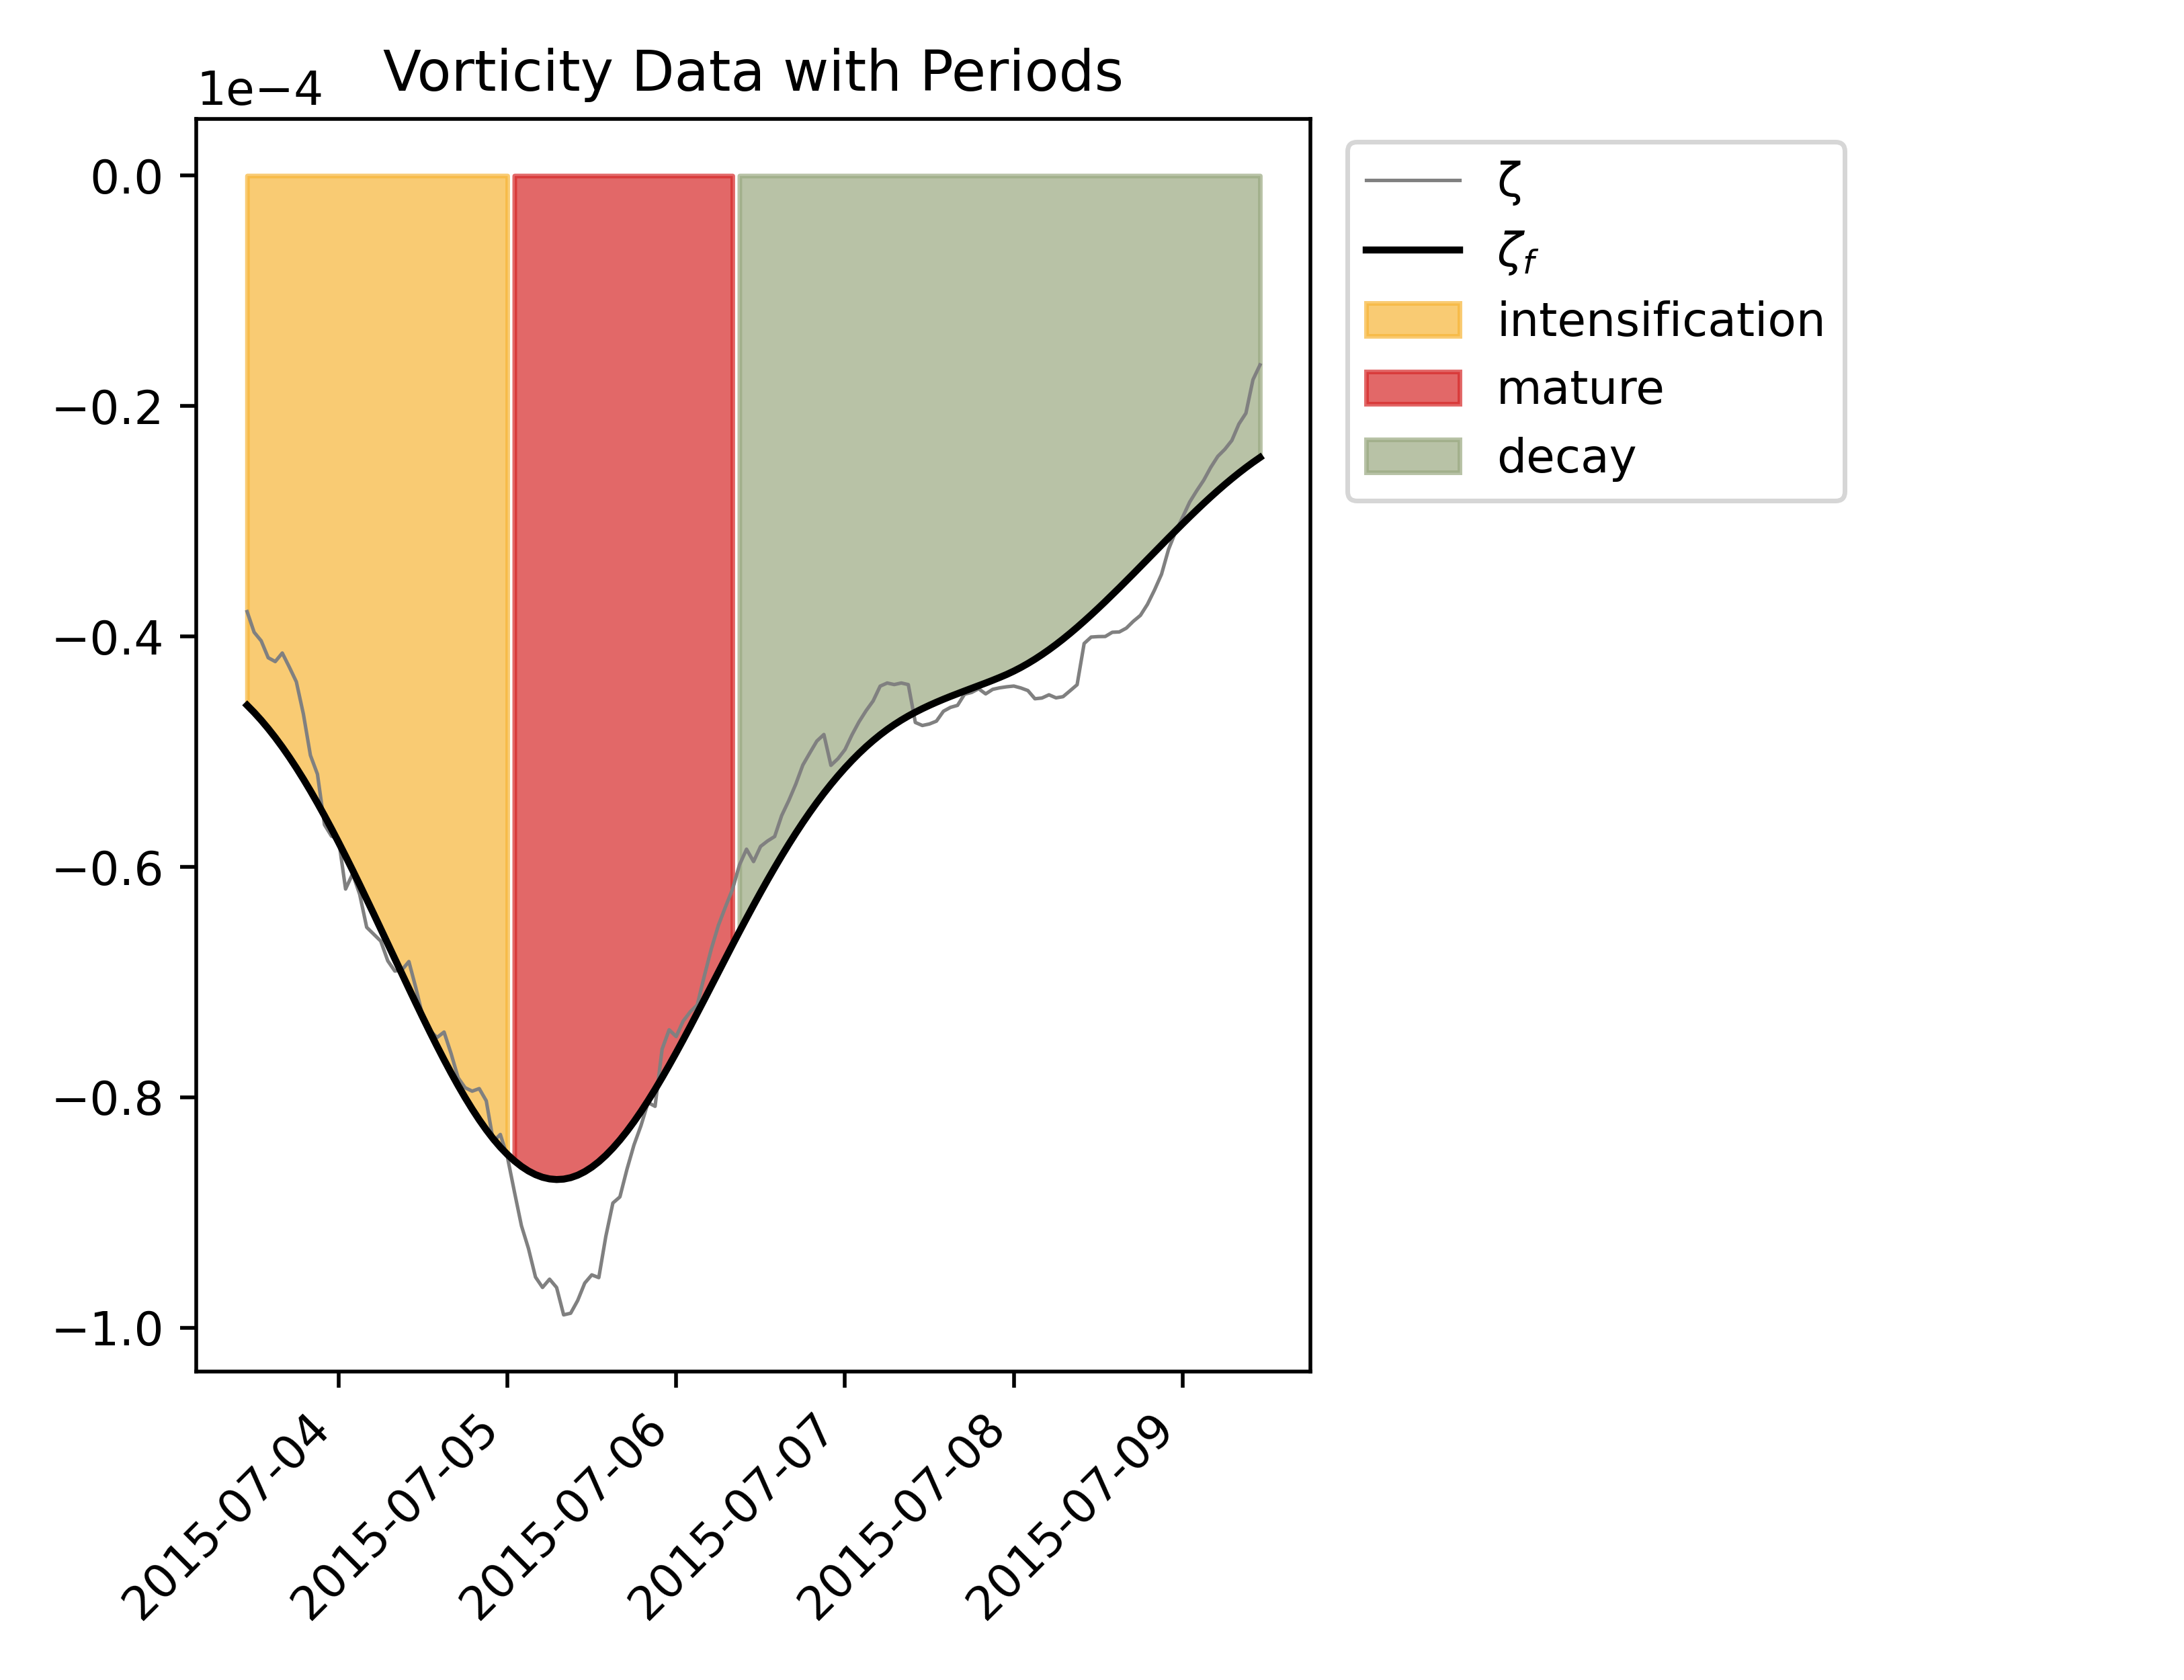 Vorticity Data with Periods
1e−4
0.0
−0.2
−0.4
−0.6
−0.8
−1.0
2015-07-04
2015-07-05
2015-07-06
2015-07-07
2015-07-08
2015-07-09
ζ
ζf
intensification
mature
decay